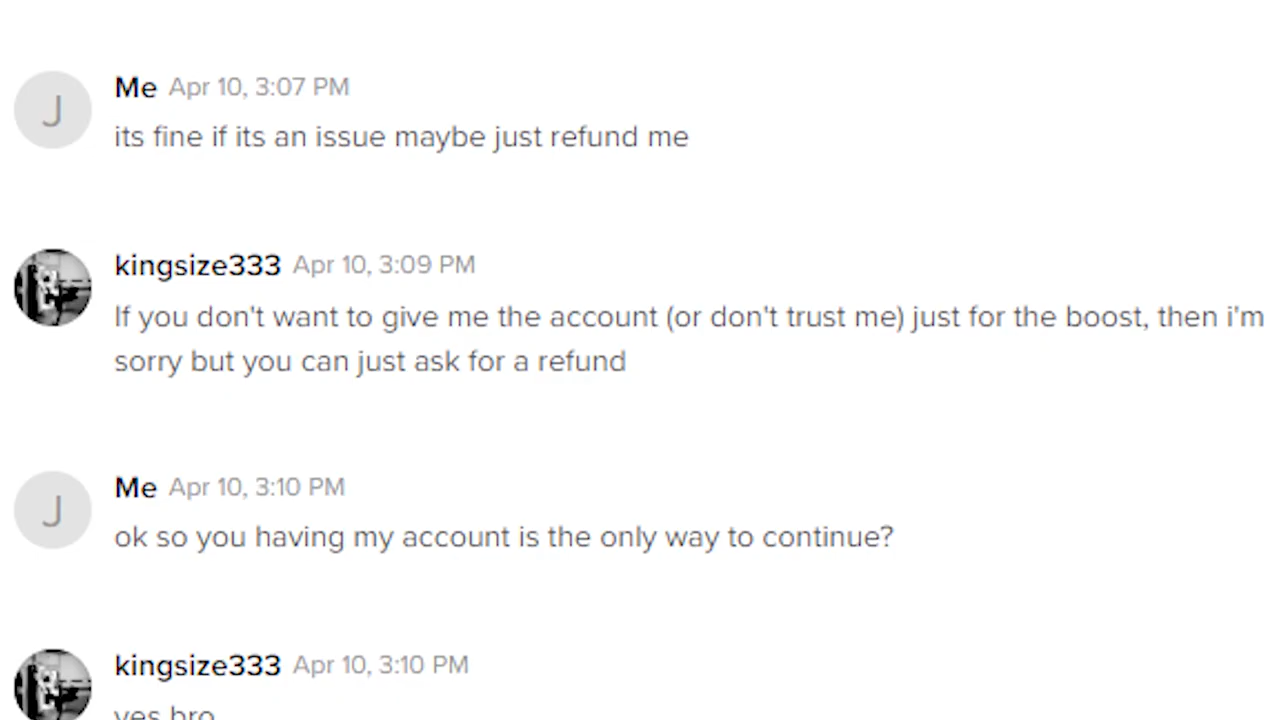 J
Me Apr 10, 3:07 PM
its fine if its an issue maybe just refund me
kingsize333 Apr 10, 3:09 PM
If you don't want to give me the account (or don't trust me) just for the boost, then i'm
sorry but you can just ask for a refund
J
Me Apr 10, 3:10 PM
ok so you having my account is the only way to continue?
kingsize333 Apr 10, 3:10 PM
yes bro